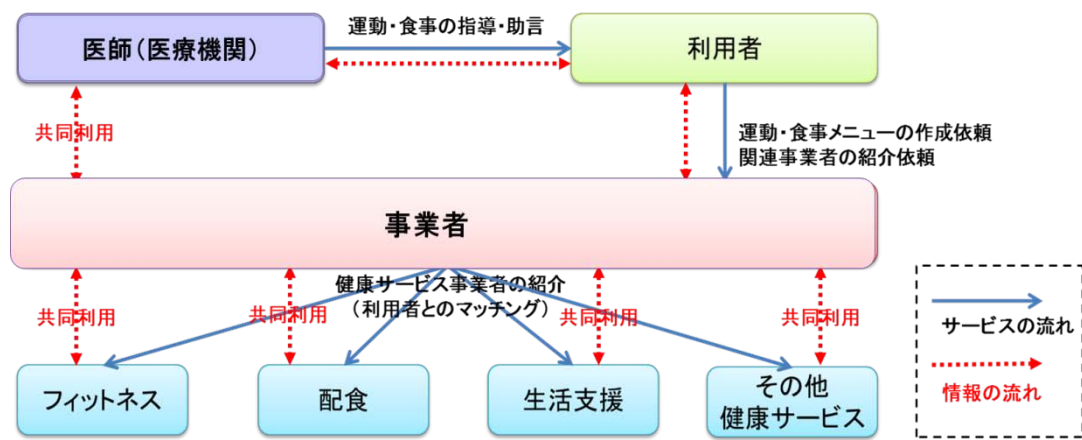 運動・食事の指導・助言
医師(医療機関)
利用者
共同利用
運動・食事メニューの作成依頼
関連事業者の紹介依頼
事業者
健康サービス事業者の紹介
(利用者とのマッチング)
共同利用
共同利用
共同利用
共同利用
フィットネス
配食
生活支援
その他
健康サービス
サービスの流れ
情報の流れ